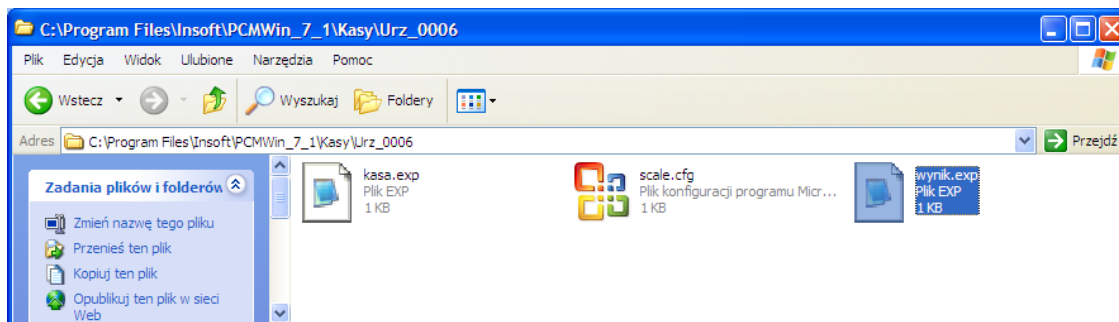 C:\Program Files\Insoft\PCMWin_7_1\Kasy\Urz_0006
Plik Edycja Widok Ulubione Narzędzia Pomoc
Wstecz Wyszukaj Foldery
Adres C:\Program Files\Insoft\PCMWin_7_1\Kasy\Urz_0006 Przejdź
Zadania plików i folderów
Zmień nazwę tego pliku
Przenieś ten plik
Kopiuj ten plik
Opublikuj ten plik w sieci
Web
kasa.exp
Plik EXP
1 KB
scale.cfg
Plik konfiguracji programu Micr...
1 KB
wynik.exp
Plik EXP
1 KB